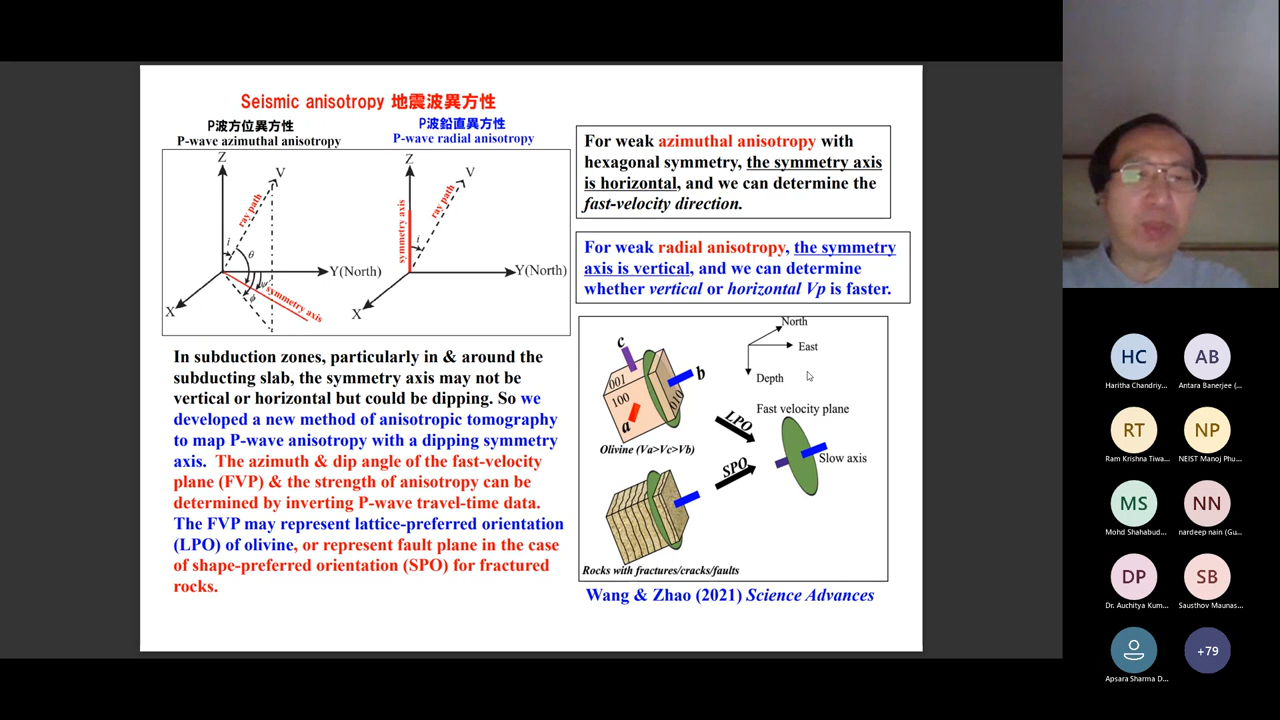 Seismic anisotropy 地震波異方性
P波方位異方性
P-wave azimuthal anisotropy
P波鉛直異方性
P-wave radial anisotropy
Z
V
ray path
i
θ
Y(North)
ψ
ϕ
symmetry axis
X
Z
V
symmetry axis
ray path
i
Y(North)
X
In subduction zones, particularly in & around the
subducting slab, the symmetry axis may not be
vertical or horizontal but could be dipping. So we
developed a new method of anisotropic tomography
to map P-wave anisotropy with a dipping symmetry
axis. The azimuth & dip angle of the fast-velocity
plane (FVP) & the strength of anisotropy can be
determined by inverting P-wave travel-time data.
The FVP may represent lattice-preferred orientation
(LPO) of olivine, or represent fault plane in the case
of shape-preferred orientation (SPO) for fractured
rocks.
For weak azimuthal anisotropy with
hexagonal symmetry, the symmetry axis
is horizontal, and we can determine the
fast-velocity direction.
For weak radial anisotropy, the symmetry
axis is vertical, and we can determine
whether vertical or horizontal Vp is faster.
North
East
Depth
c
b
a
001
100
010
Olivine (Va>Vc>Vb)
LPO
SPO
Fast velocity plane
Slow axis
Rocks with fractures/cracks/faults
Wang & Zhao (2021) Science Advances
HC
Haritha Chandriy...
AB
Antara Banerjee (...
RT
Ram Krishna Tiwa...
NP
NEIST Manoj Phu...
MS
Mohd Shahabud...
NN
nardeep nain (Gu...
DP
Dr. Auchitya Kum...
SB
Sausthov Maunas...
Apsara Sharma D...
+79